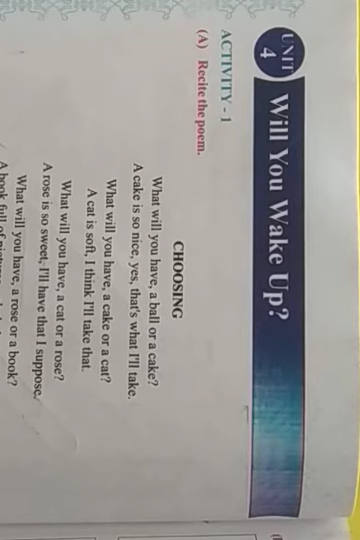 UNIT
4
Will You Wake Up?
ACTIVITY - 1
(A) Recite the poem.
CHOOSING
What will you have, a ball or a cake?
A cake is so nice, yes, that's what I'll take.
What will you have, a cake or a cat?
A cat is soft, I think I'll take that.
What will you have, a cat or a rose?
A rose is so sweet, I'll have that I suppose.
What will you have, a rose or a book?
A book full of pictures